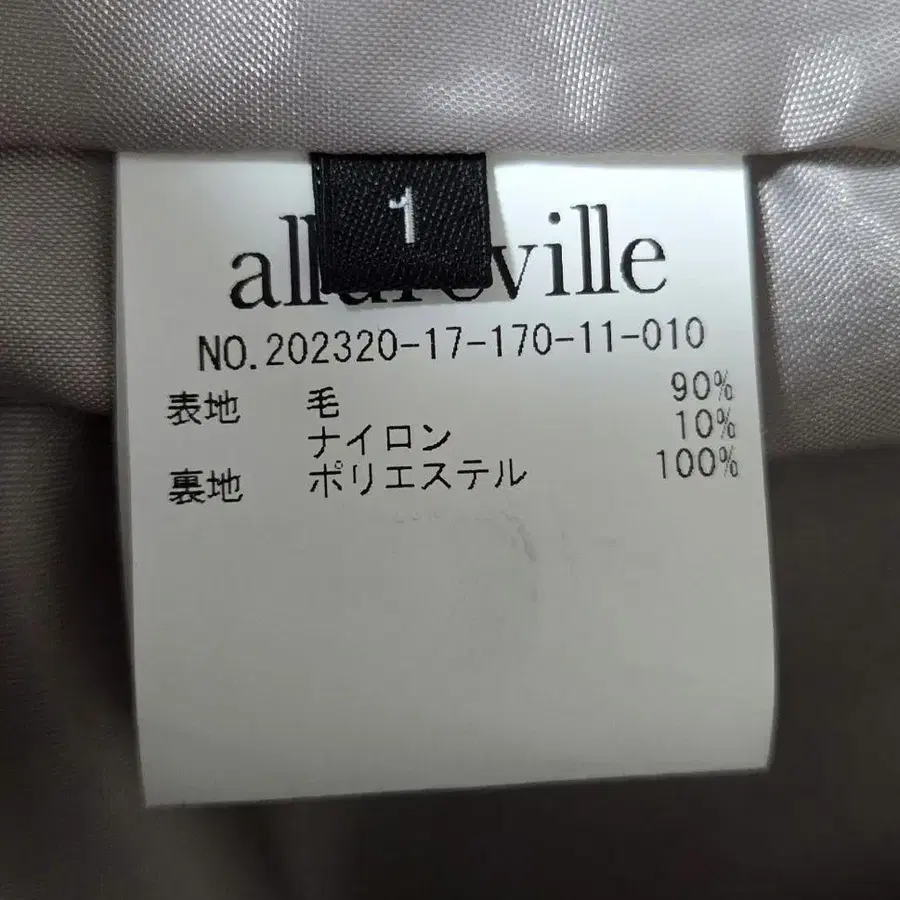 1
allureville
NO.202320-17-170-11-010
表地 毛 90%
ナイロン 10%
裏地 ポリエステル 100%